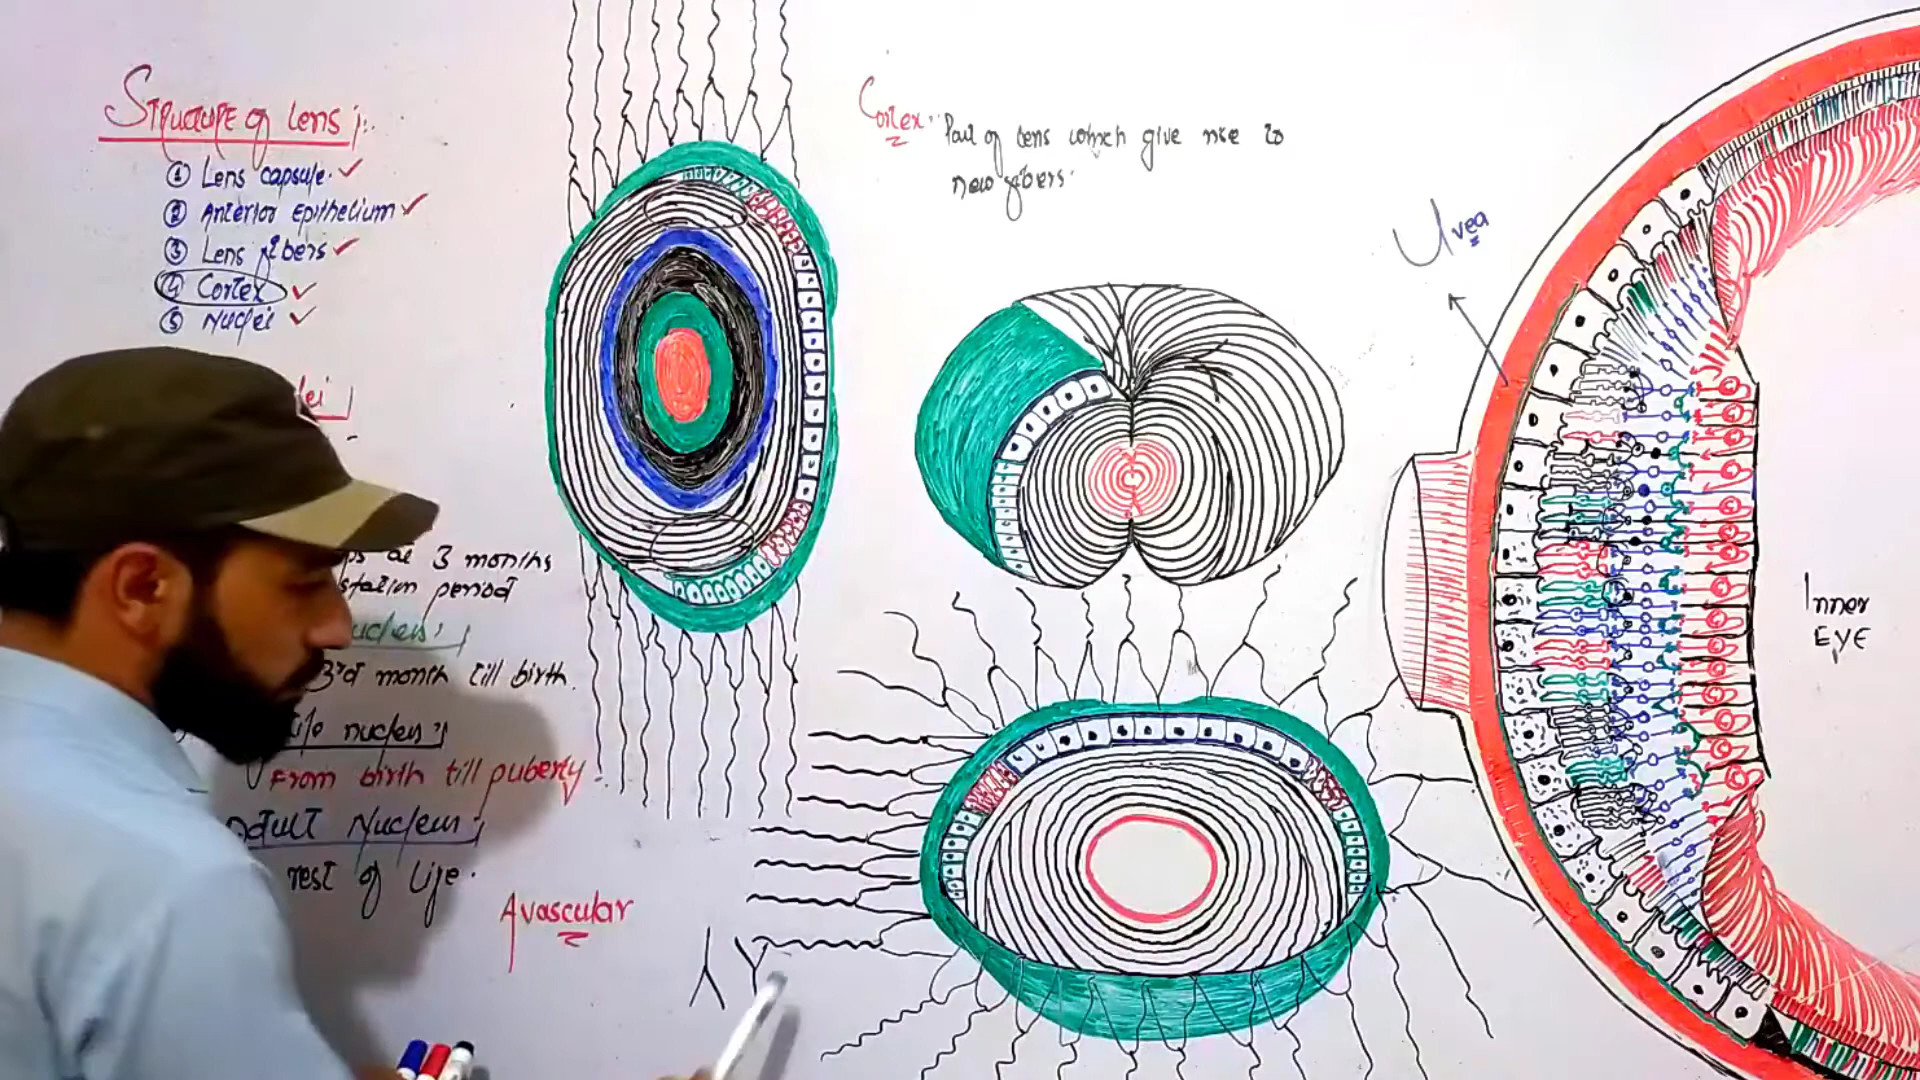 Structure of Lens:
① Lens capsule.
② Anterior Epithelium
③ Lens fibers
④ Cortex
⑤ Nuclei
3 months
period
3rd month till birth.
nucleus:
From birth till puberty.
Nucleus:
rest of life.
Avascular
Cortex:
Part of lens which give rise to
new fibers.
Uvea
Inner
EYE